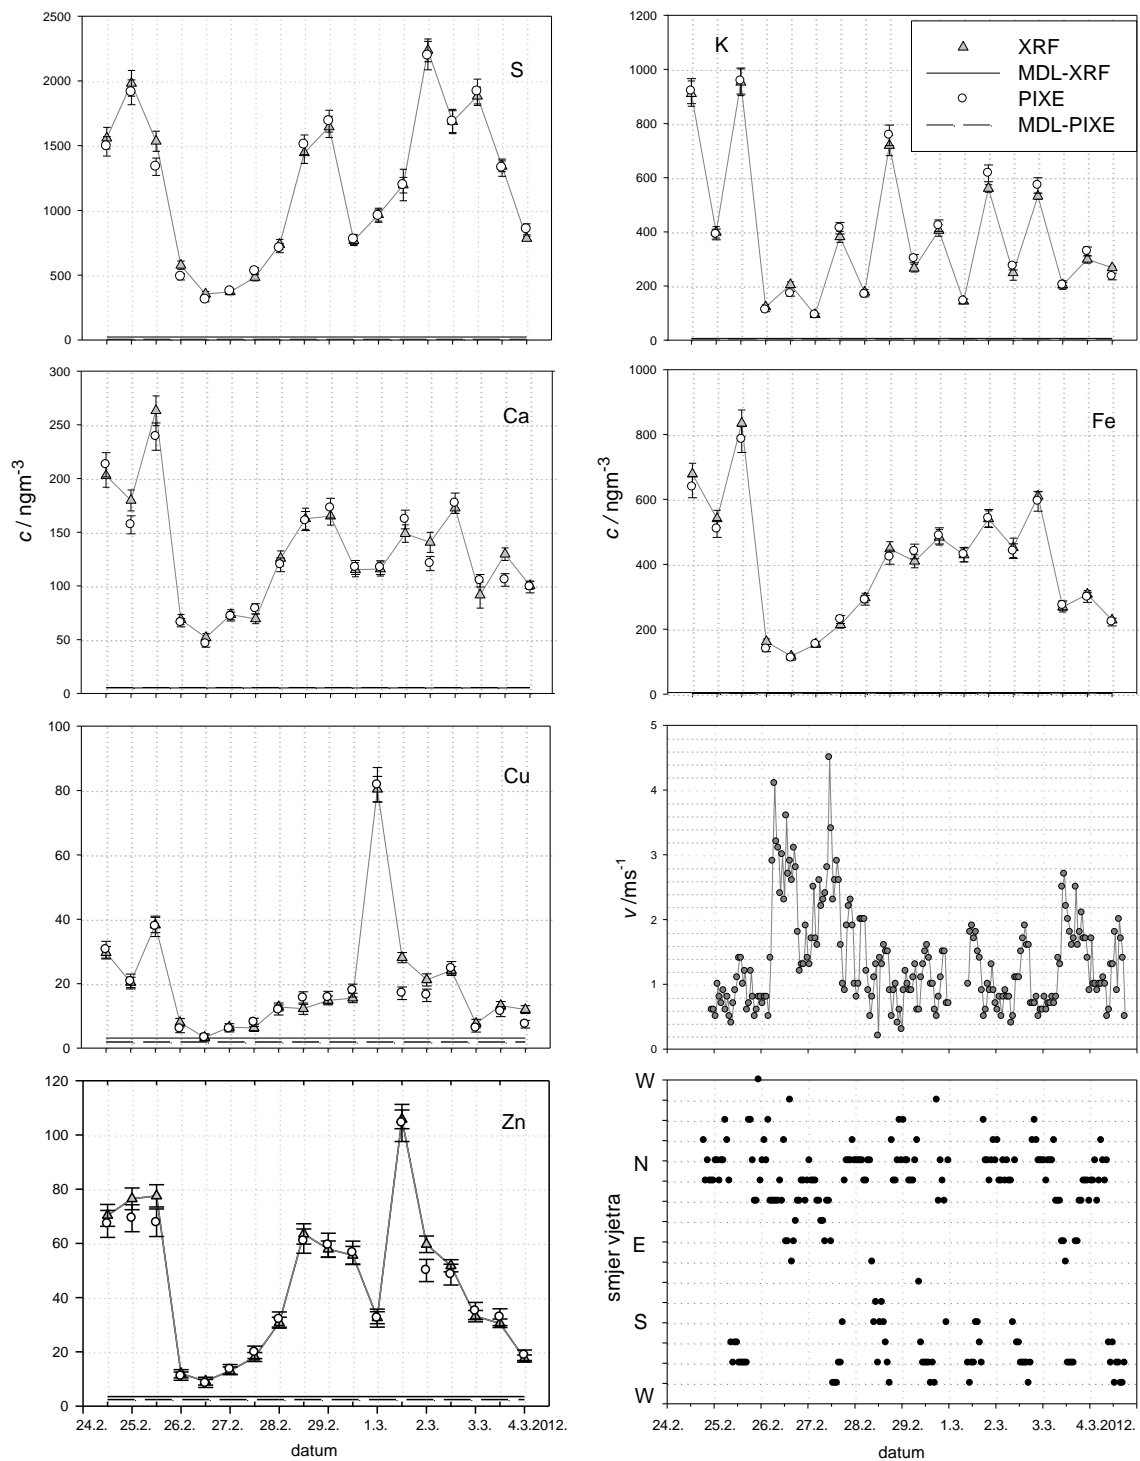 2500
2000
1500
1000
500
0
S
1200
1000
800
600
400
200
0
K
XRF
MDL-XRF
PIXE
MDL-PIXE
300
250
200
150
100
50
0
c / ngm-3
Ca
1000
800
600
400
200
0
c / ngm-3
Fe
100
80
60
40
20
0
Cu
5
4
3
2
1
0
v /ms-1
120
100
80
60
40
20
0
Zn
24.2. 25.2. 26.2. 27.2. 28.2. 29.2. 1.3. 2.3. 3.3. 4.3.2012.
datum
W
N
E
S
W
smjer vjetra
24.2. 25.2. 26.2. 27.2. 28.2. 29.2. 1.3. 2.3. 3.3. 4.3.2012.
datum